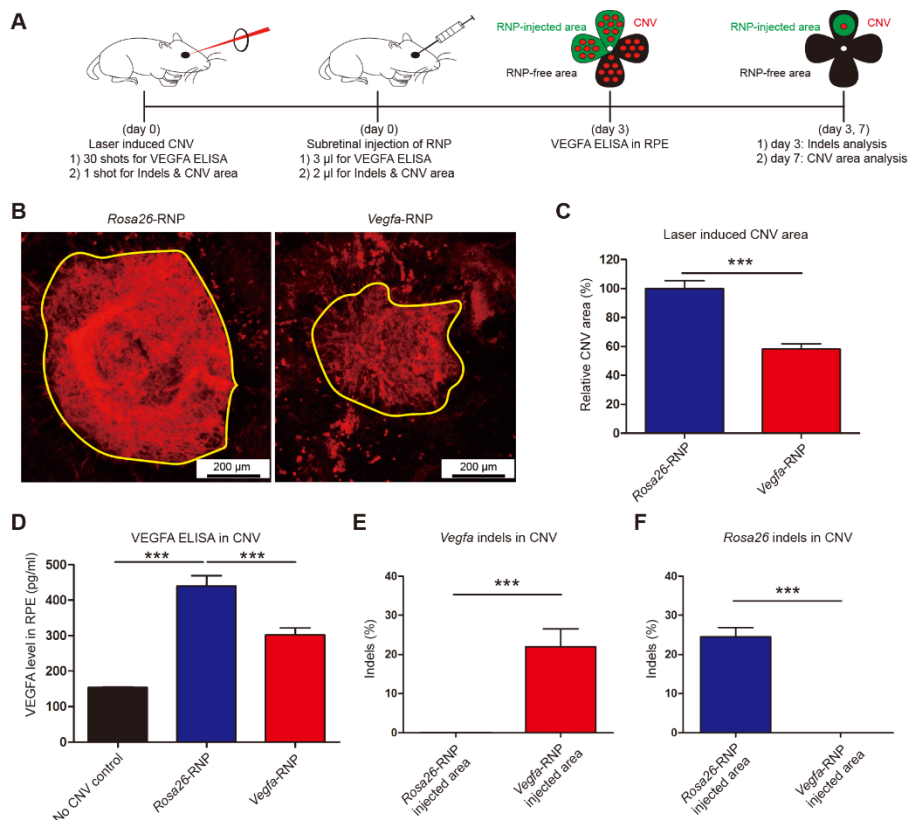 A
RNP-injected area
CNV
RNP-free area
RNP-injected area
CNV
RNP-free area
(day 0)
Laser induced CNV
1) 30 shots for VEGFA ELISA
2) 1 shot for Indels & CNV area
(day 0)
Subretinal injection of RNP
1) 3 µl for VEGFA ELISA
2) 2 µl for Indels & CNV area
(day 3)
VEGFA ELISA in RPE
(day 3, 7)
1) day 3: Indels analysis
2) day 7: CNV area analysis
B
Rosa26-RNP
Vegfa-RNP
200 µm
200 µm
C
Laser induced CNV area
Relative CNV area (%)
120
100
80
60
40
20
0
***
Rosa26-RNP
Vegfa-RNP
D
VEGFA ELISA in CNV
VEGFA level in RPE (pg/ml)
500
400
300
200
100
0
***
***
No CNV control
Rosa26-RNP
Vegfa-RNP
E
Vegfa indels in CNV
Indels (%)
40
30
20
10
0
***
Rosa26-RNP
injected area
Vegfa-RNP
injected area
F
Rosa26 indels in CNV
Indels (%)
40
30
20
10
0
***
Rosa26-RNP
injected area
Vegfa-RNP
injected area